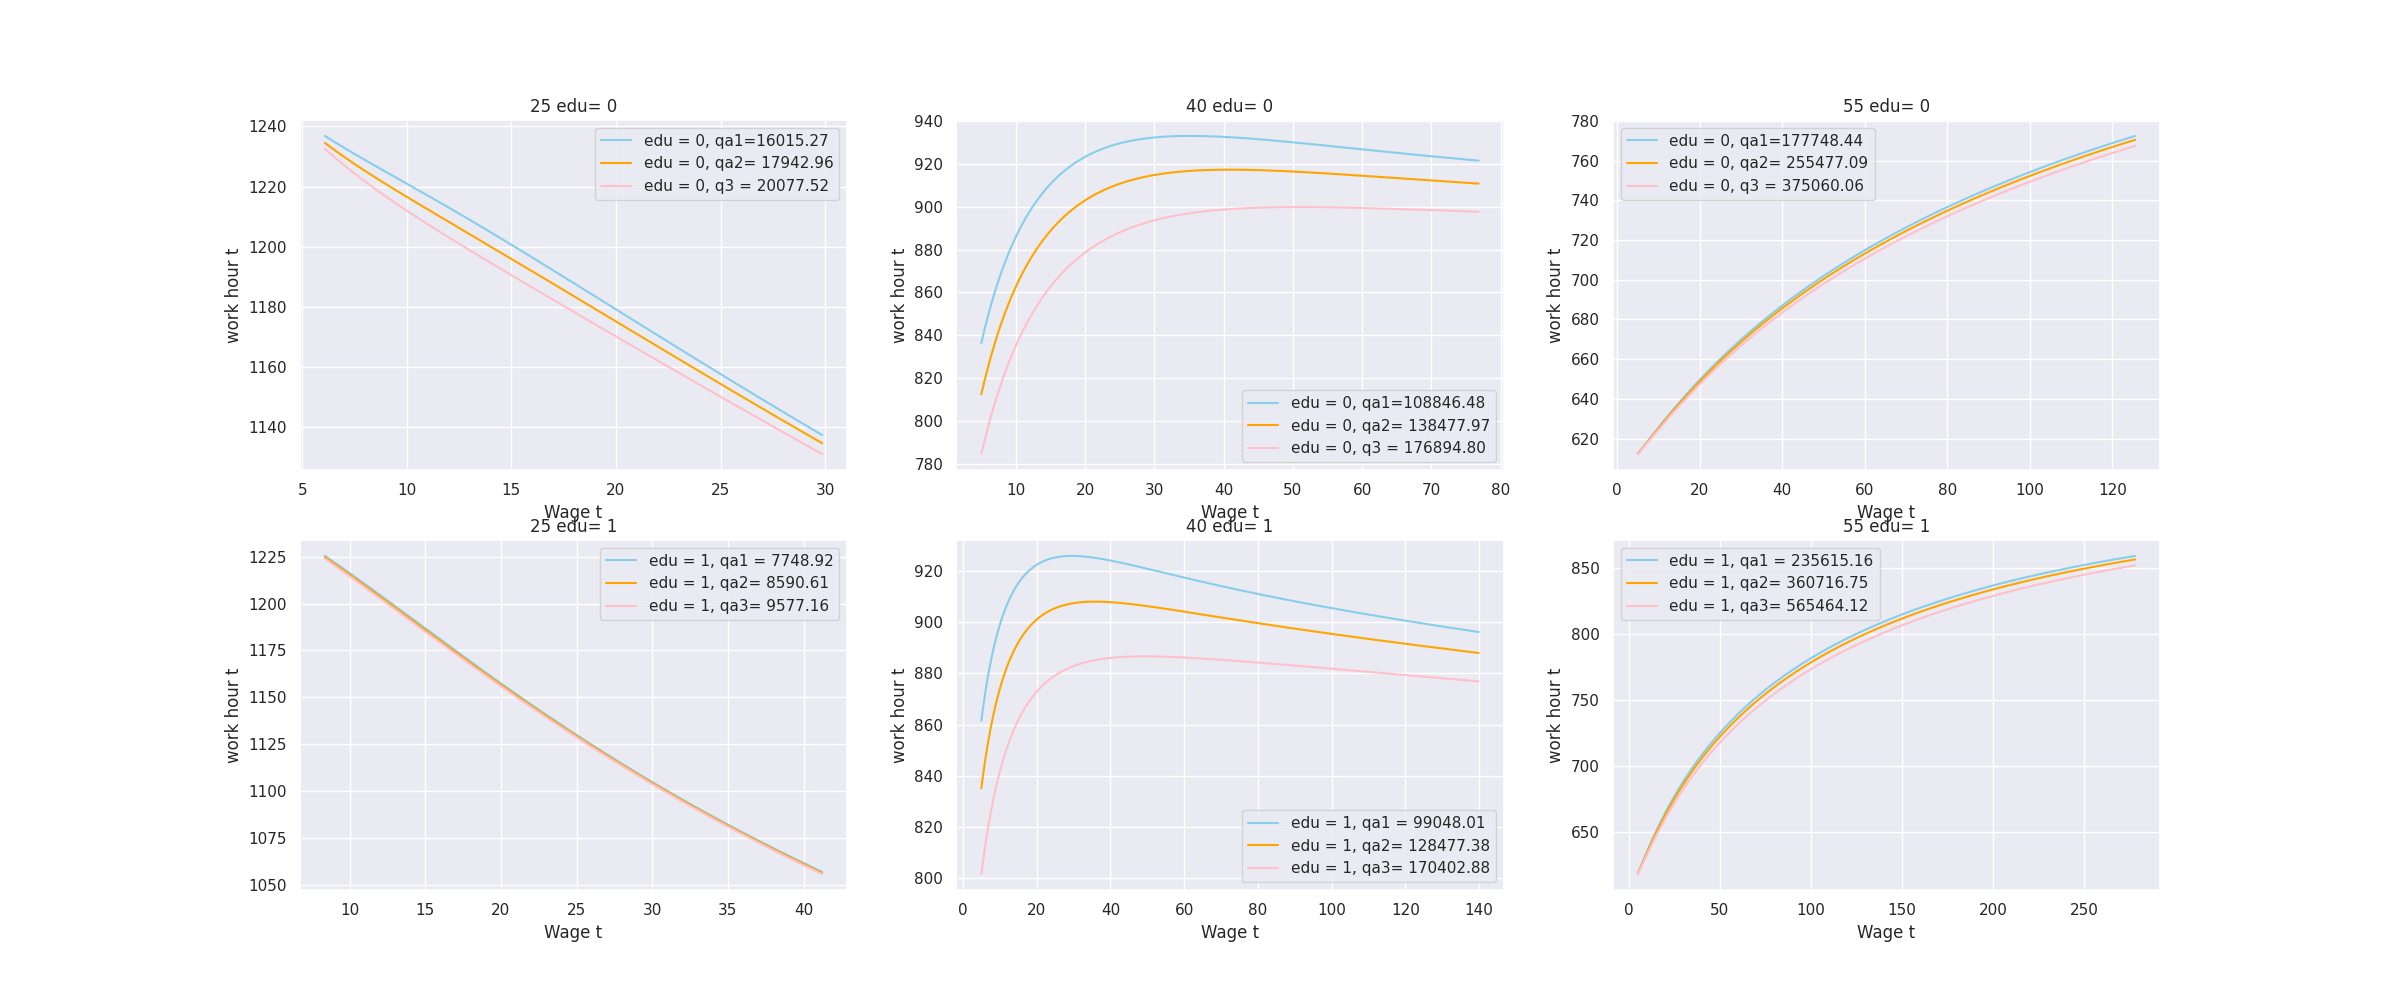 25 edu= 0
work hour t
1240
1220
1200
1180
1160
1140
edu = 0, qa1=16015.27
edu = 0, qa2= 17942.96
edu = 0, q3 = 20077.52
5 10 15 20 25 30
Wage t
40 edu= 0
work hour t
940
920
900
880
860
840
820
800
780
edu = 0, qa1=108846.48
edu = 0, qa2= 138477.97
edu = 0, q3 = 176894.80
10 20 30 40 50 60 70 80
Wage t
55 edu= 0
work hour t
780
760
740
720
700
680
660
640
620
edu = 0, qa1=177748.44
edu = 0, qa2= 255477.09
edu = 0, q3 = 375060.06
0 20 40 60 80 100 120
Wage t
25 edu= 1
work hour t
1225
1200
1175
1150
1125
1100
1075
1050
edu = 1, qa1 = 7748.92
edu = 1, qa2= 8590.61
edu = 1, qa3= 9577.16
10 15 20 25 30 35 40
Wage t
40 edu= 1
work hour t
920
900
880
860
840
820
800
edu = 1, qa1 = 99048.01
edu = 1, qa2= 128477.38
edu = 1, qa3= 170402.88
0 20 40 60 80 100 120 140
Wage t
55 edu= 1
work hour t
850
800
750
700
650
edu = 1, qa1 = 235615.16
edu = 1, qa2= 360716.75
edu = 1, qa3= 565464.12
0 50 100 150 200 250
Wage t